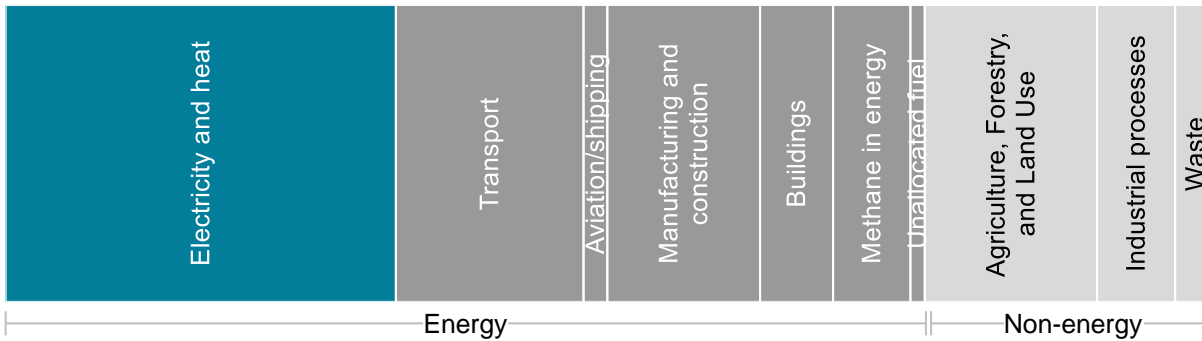 Electricity and heat
Transport
Aviation/shipping
Manufacturing and
construction
Buildings
Methane in energy
Unallocated fuel
Agriculture, Forestry,
and Land Use
Industrial processes
Waste
Energy
Non-energy